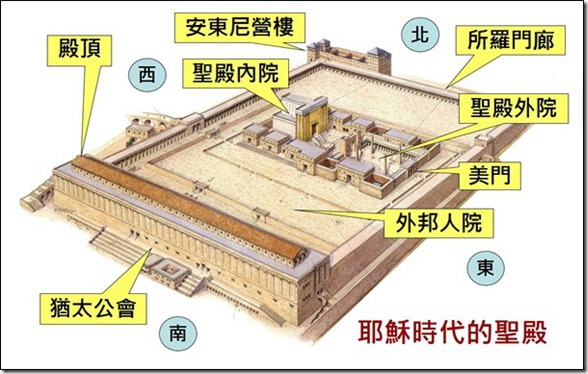 安東尼營樓
北
所羅門廊
殿頂
西
聖殿內院
聖殿外院
美門
外邦人院
東
猶太公會
南
耶穌時代的聖殿